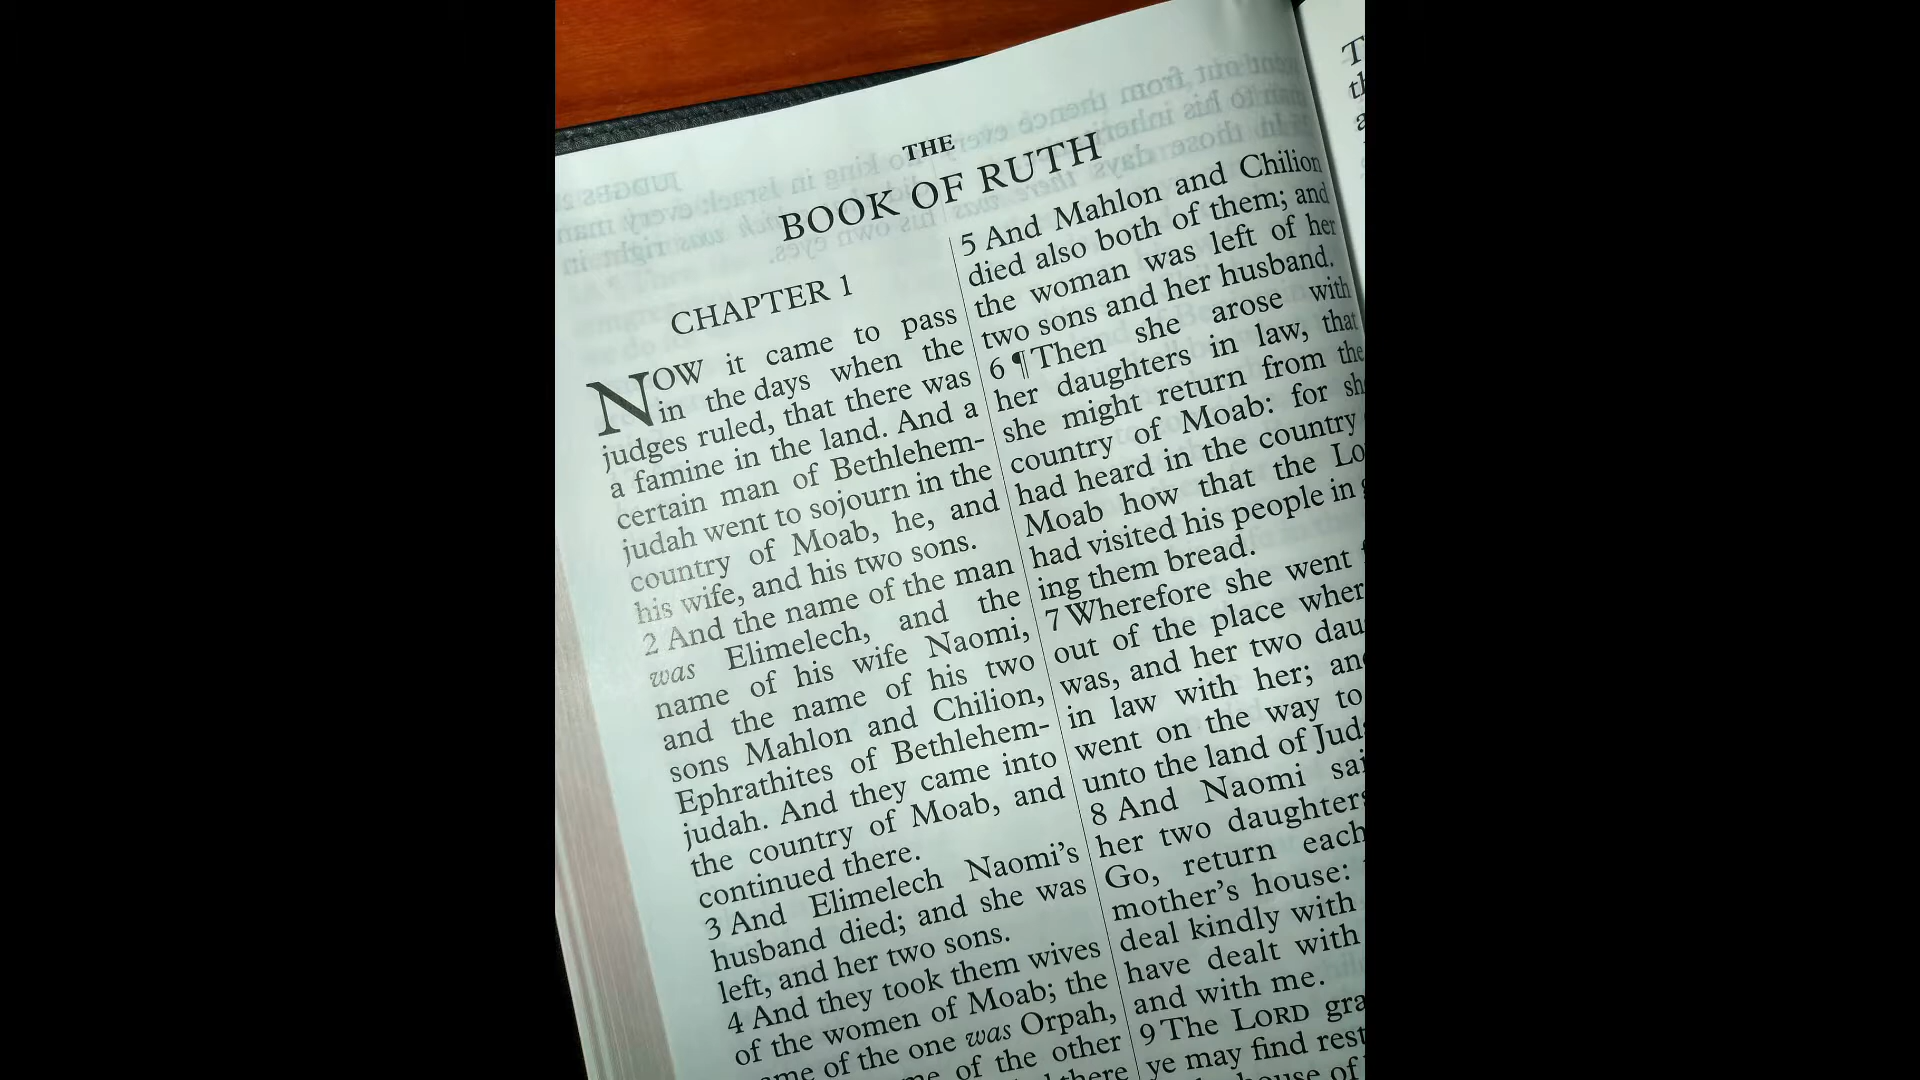 THE
BOOK OF RUTH
CHAPTER 1
NOW it came to pass
in the days when the
judges ruled, that there was
a famine in the land. And a
certain man of Bethlehem-
judah went to sojourn in the
country of Moab, he, and
his wife, and his two sons.
2 And the name of the man
was Elimelech, and the
name of his wife Naomi,
and the name of his two
sons Mahlon and Chilion,
Ephrathites of Bethlehem-
judah. And they came into
the country of Moab, and
continued there.
3 And Elimelech Naomi's
husband died; and she was
left, and her two sons.
4 And they took them wives
of the women of Moab; the
of the one was Orpah,
of the other
5 And Mahlon and Chilion
died also both of them; and
the woman was left of her
two sons and her husband.
6 ¶ Then she arose with
her daughters in law, that
she might return from the
country of Moab: for
had heard in the country
Moab how that the
had visited his people in
ing them bread.
7 Wherefore she went
out of the place
was, and her two
in law with her;
went on the way to
unto the land of
8 And Naomi
her two daughters
Go, return each
mother's house:
deal kindly with
have dealt with
and with me.
9 The LORD
ye may find rest
of